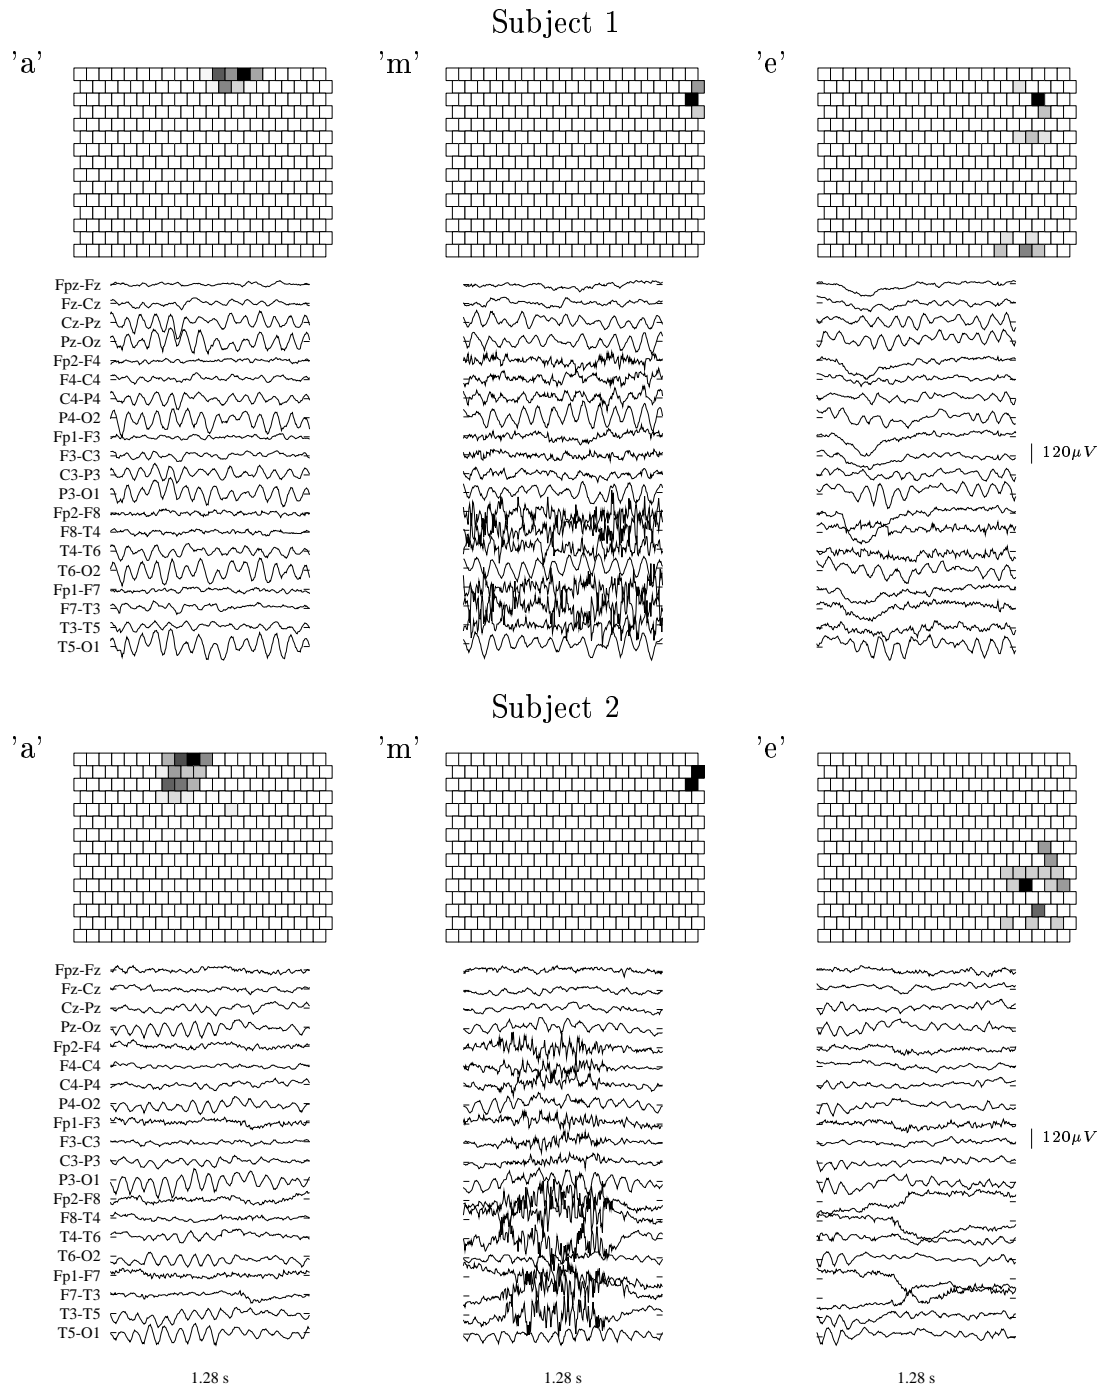 Subject 1
'a' 'm' 'e'
Fpz-Fz
Fz-Cz
Cz-Pz
Pz-Oz
Fp2-F4
F4-C4
C4-P4
P4-O2
Fp1-F3
F3-C3
120μV
C3-P3
P3-O1
Fp2-F8
F8-T4
T4-T6
T6-O2
Fp1-F7
F7-T3
T3-T5
T5-O1
Subject 2
'a' 'm' 'e'
Fpz-Fz
Fz-Cz
Cz-Pz
Pz-Oz
Fp2-F4
F4-C4
C4-P4
P4-O2
Fp1-F3
F3-C3
120μV
C3-P3
P3-O1
Fp2-F8
F8-T4
T4-T6
T6-O2
Fp1-F7
F7-T3
T3-T5
T5-O1
1.28 s 1.28 s 1.28 s